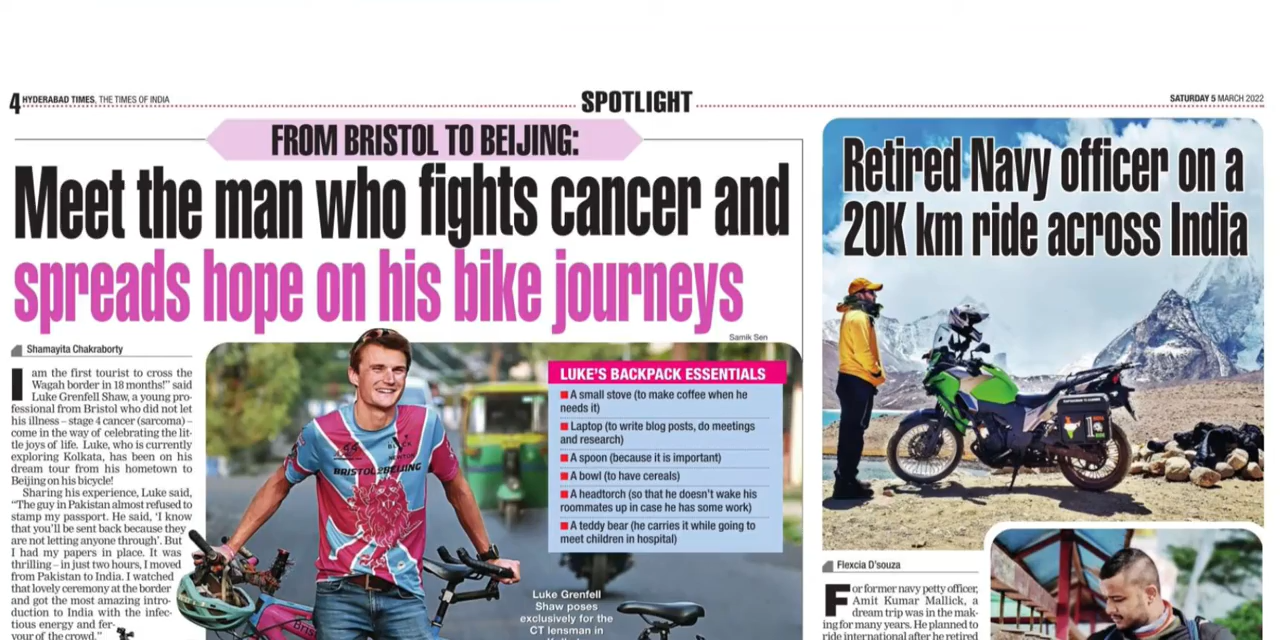 4 HYDERABAD TIMES, THE TIMES OF INDIA
SPOTLIGHT
SATURDAY 5 MARCH 2022
FROM BRISTOL TO BEIJING:
Meet the man who fights cancer and
spreads hope on his bike journeys
Samik Sen
Shamayita Chakraborty
I am the first tourist to cross the
Wagah border in 18 months!" said
Luke Grenfell Shaw, a young pro-
fessional from Bristol who did not let
his illness – stage 4 cancer (sarcoma) –
come in the way of celebrating the lit-
tle joys of life. Luke, who is currently
exploring Kolkata, has been on his
dream tour from his hometown to
Beijing on his bicycle!
Sharing his experience, Luke said,
"The guy in Pakistan almost refused to
stamp my passport. He said, 'I know
that you'll be sent back because they
are not letting anyone through'. But
I had my papers in place. It was
thrilling – in just two hours, I moved
from Pakistan to India. I watched
that lovely ceremony at the border
and got the most amazing intro-
duction to India with the infec-
tious energy and fer-
vour of the crowd."
BRISTOL2BEIJING
LUKE'S BACKPACK ESSENTIALS
A small stove (to make coffee when he
needs it)
Laptop (to write blog posts, do meetings
and research)
A spoon (because it is important)
A bowl (to have cereals)
A headtorch (so that he doesn't wake his
roommates up in case he has some work)
A teddy bear (he carries it while going to
meet children in hospital)
Luke Grenfell
Shaw poses
exclusively for the
CT lensman in
Retired Navy officer on a
20K km ride across India
Flexcia D'souza
For former navy petty officer,
Amit Kumar Mallick, a
dream trip was in the mak-
ing for many years. He planned to
ride international after he retired